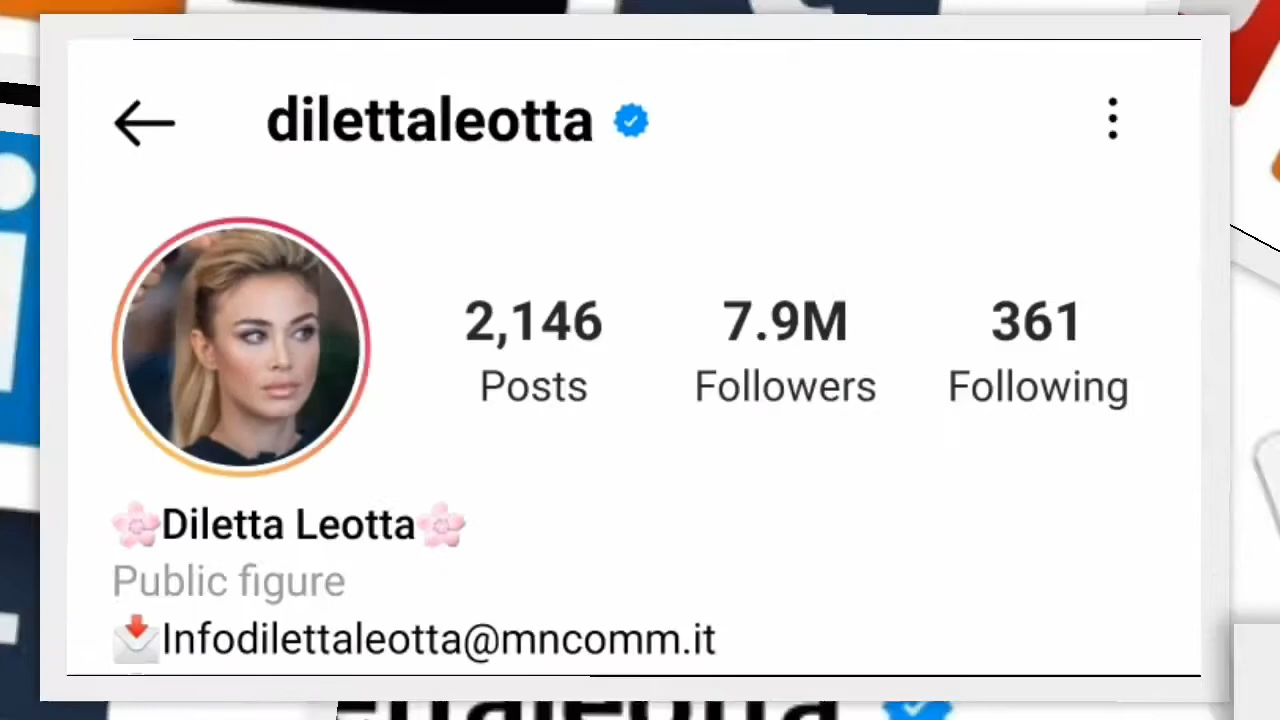 dilettaleotta
2,146 7.9M 361
Posts Followers Following
🌸Diletta Leotta🌸
Public figure
📩Infodilettaleotta@mncomm.it